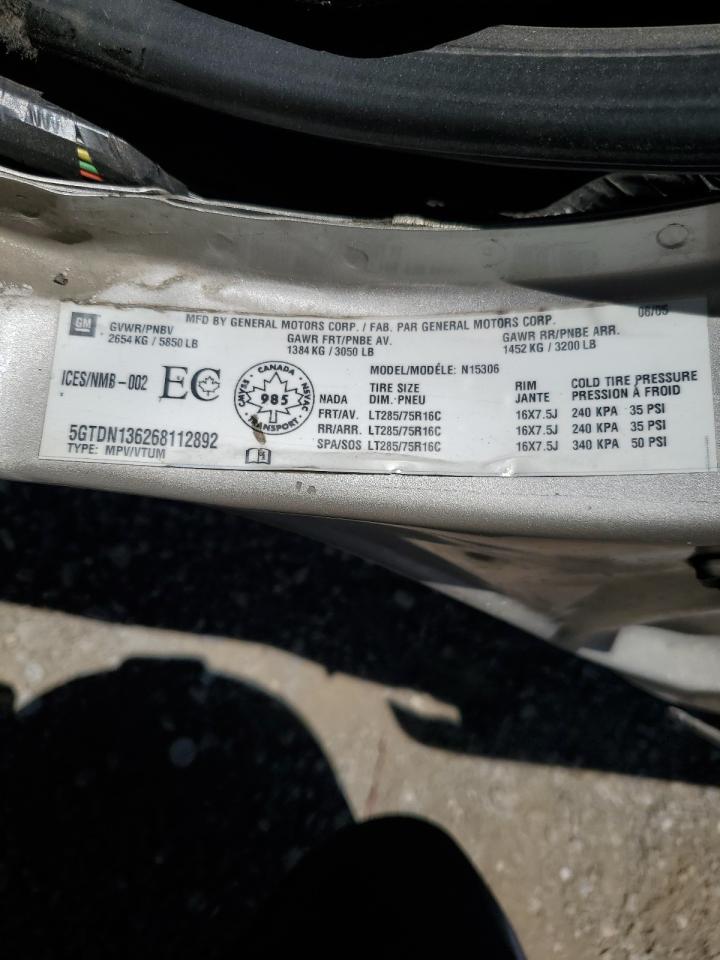 GM
MFD BY GENERAL MOTORS CORP. / FAB. PAR GENERAL MOTORS CORP.
06/05
GVWR/PNBV
2654 KG / 5850 LB
GAWR FRT/PNBE AV.
1384 KG / 3050 LB
GAWR RR/PNBE ARR.
1452 KG / 3200 LB
ICES/NMB-002
EC
CANADA
NSVAC
985
TRANSPORT
MODEL/MODÉLE: N15306
TIRE SIZE RIM COLD TIRE PRESSURE
NADA DIM. PNEU JANTE PRESSION À FROID
FRT/AV. LT285/75R16C 16X7.5J 240 KPA 35 PSI
RR/ARR. LT285/75R16C 16X7.5J 240 KPA 35 PSI
SPA/SOS LT285/75R16C 16X7.5J 340 KPA 50 PSI
5GTDN136268112892
TYPE: MPV/VTUM